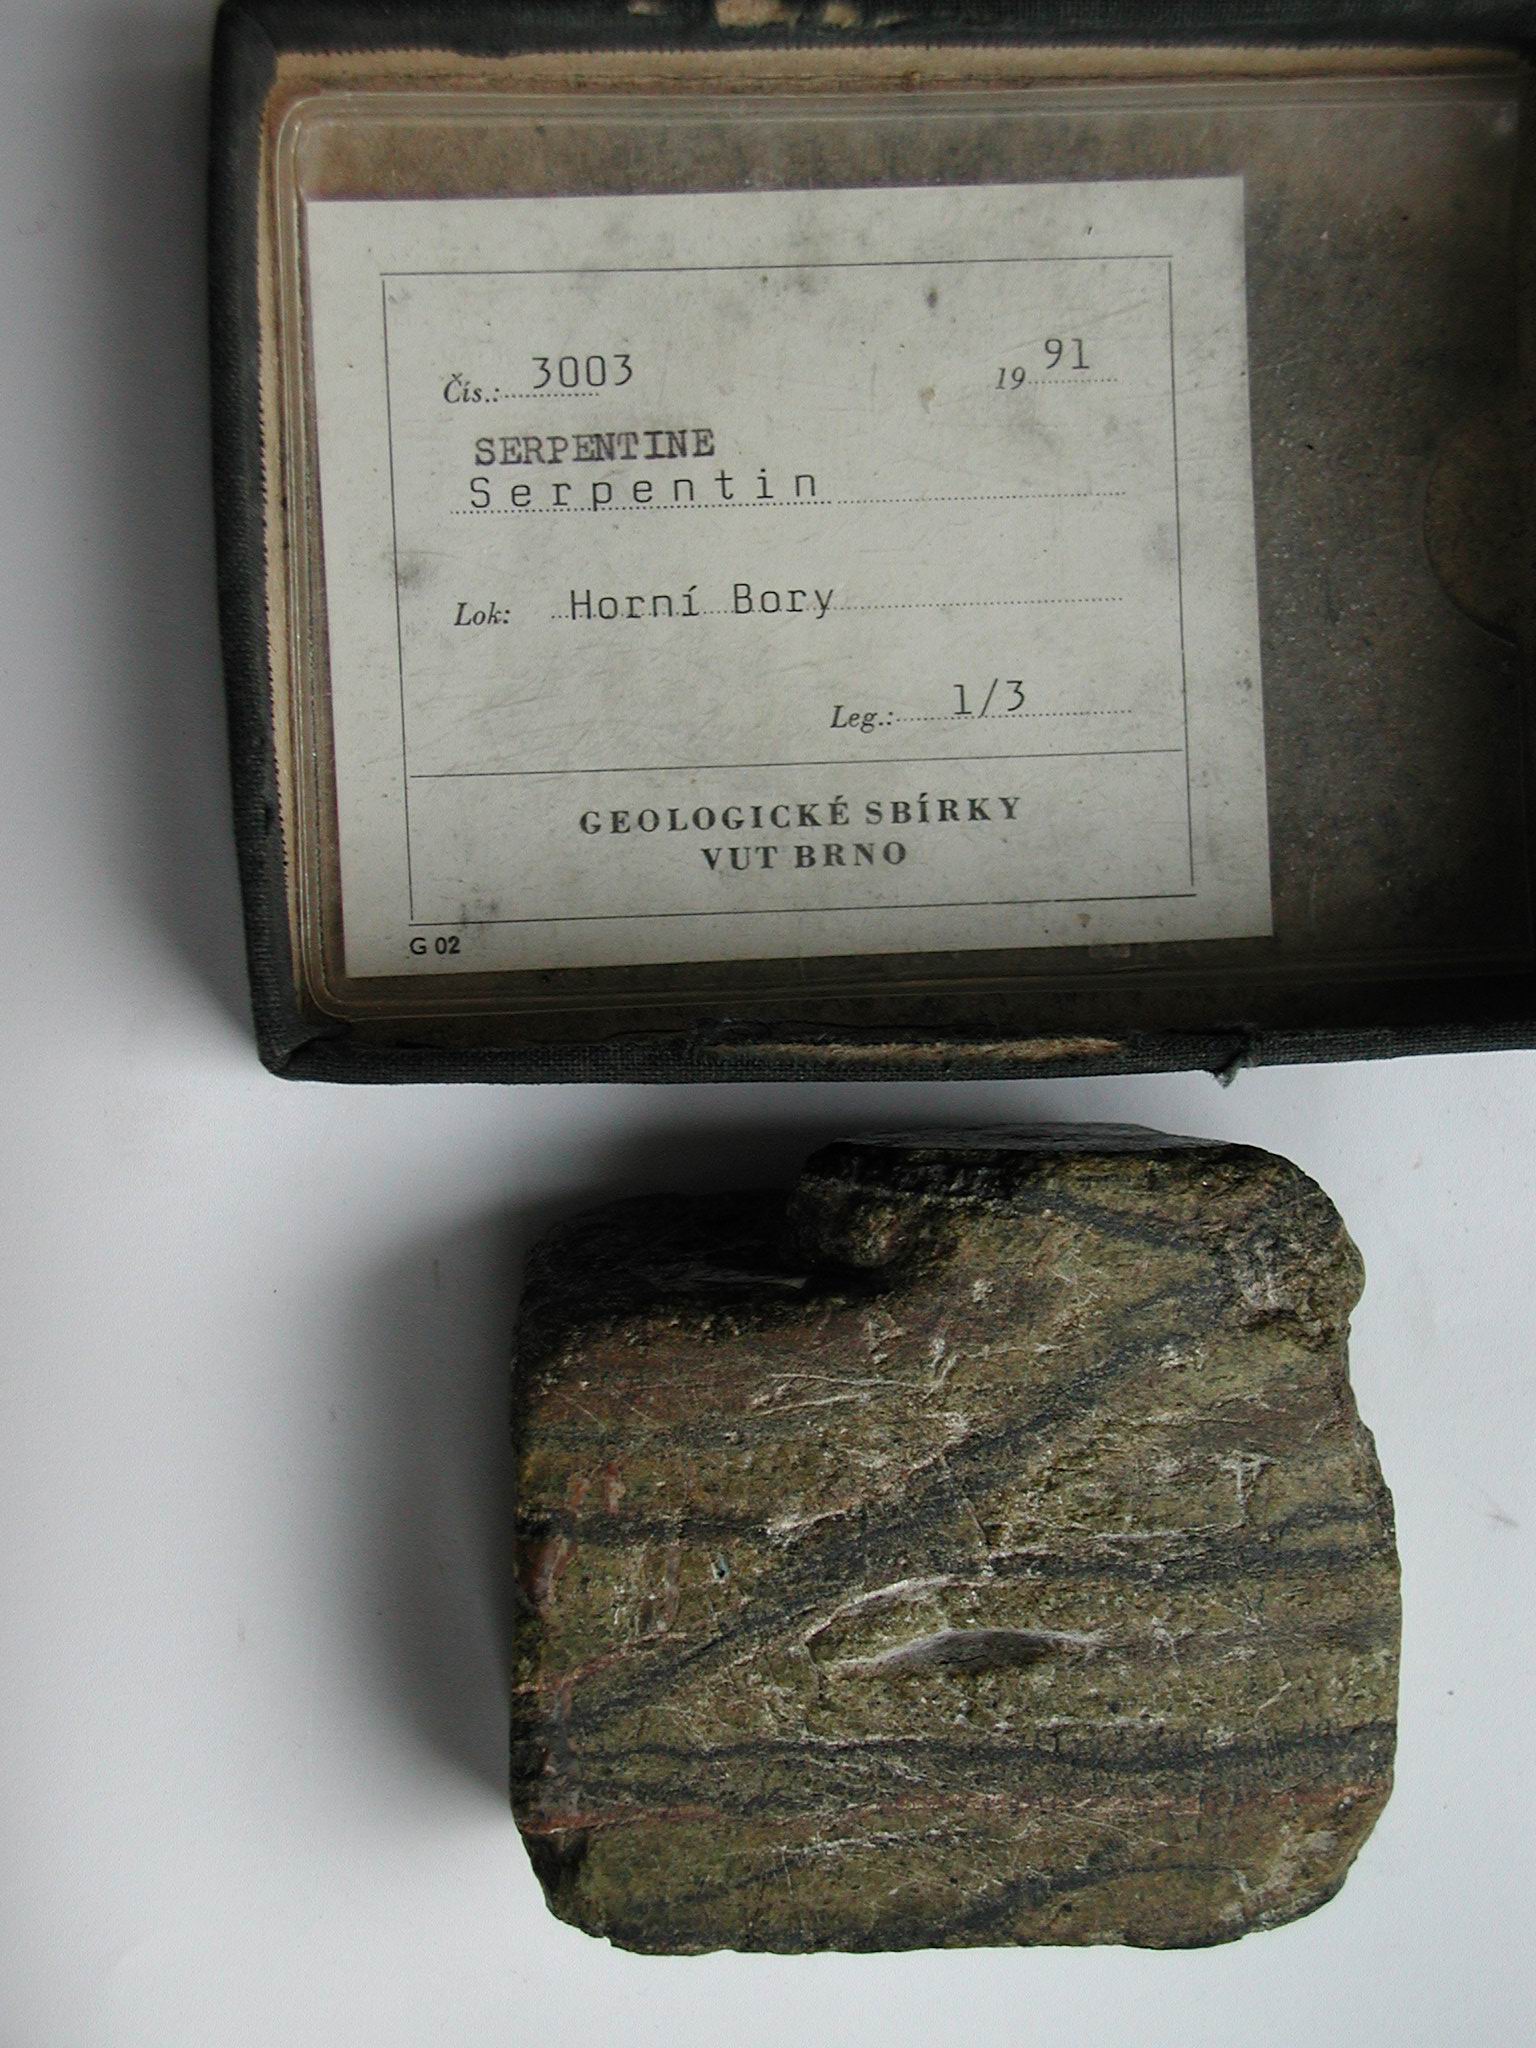 Čís.: 3003 19 91
SERPENTINE
Serpentin
Lok: Horní Bory
Leg.: 1/3
GEOLOGICKÉ SBÍRKY
VUT BRNO
G 02